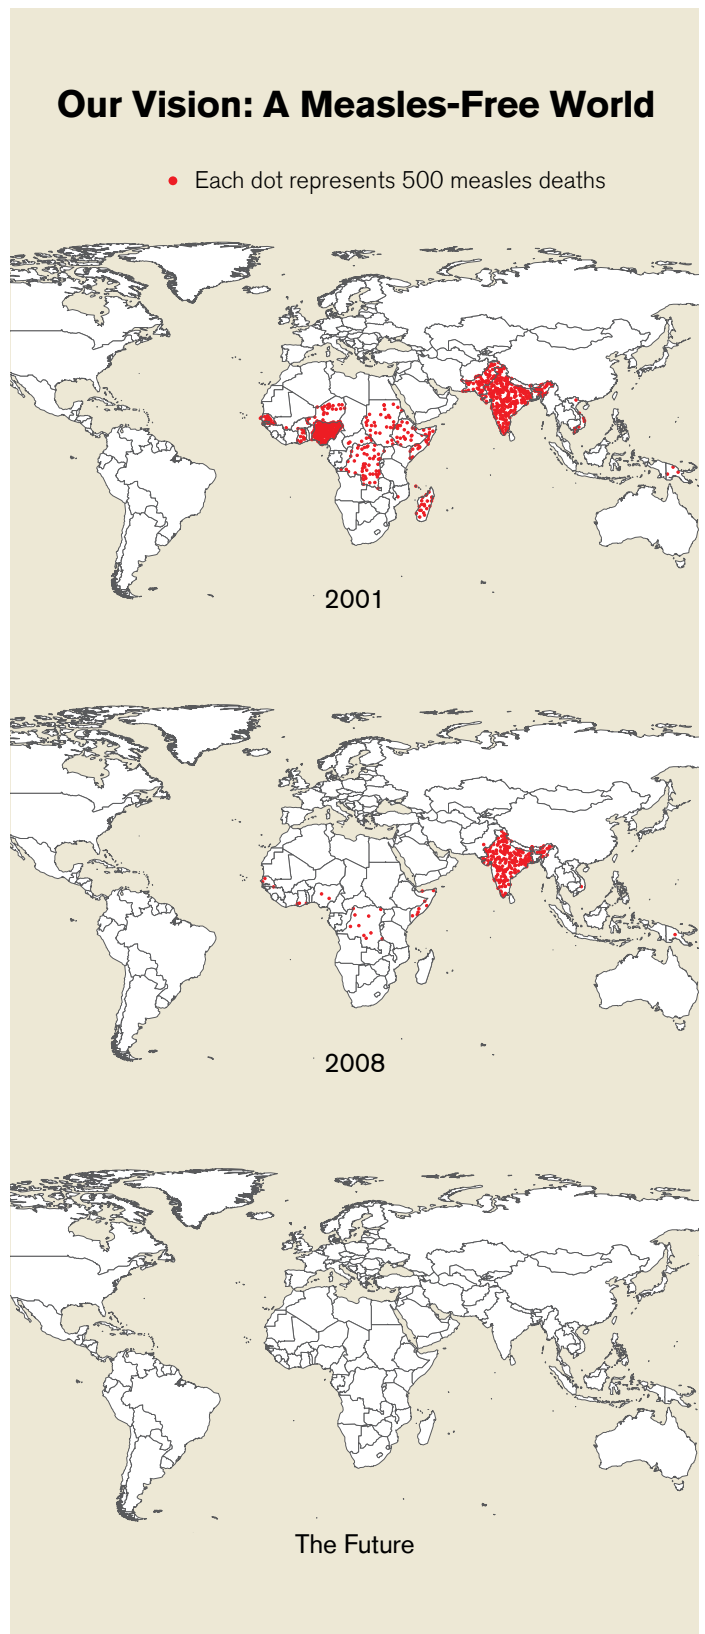 Our Vision: A Measles-Free World
Each dot represents 500 measles deaths
2001
2008
The Future